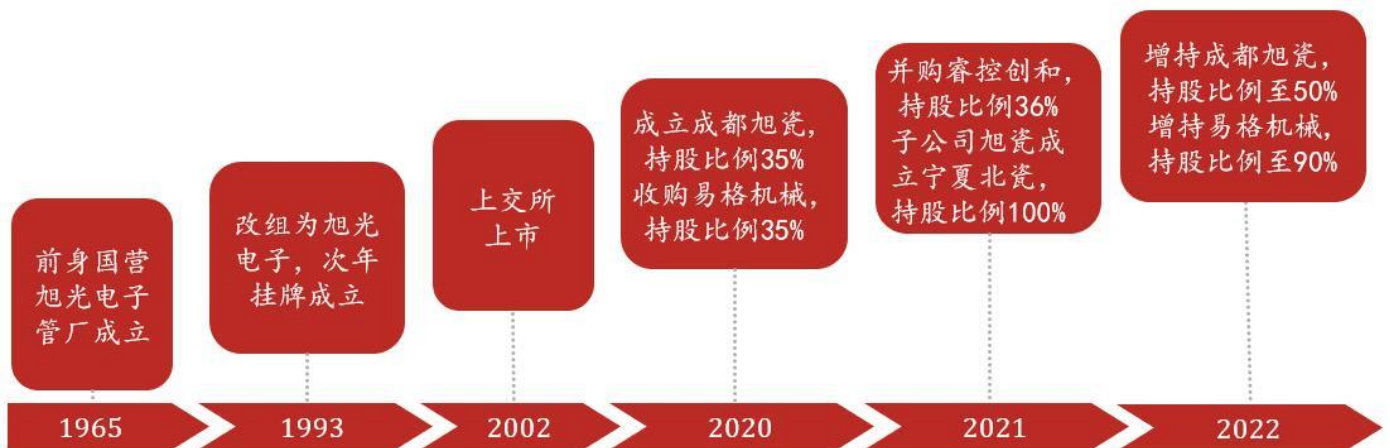 前身国营
旭光电子
管厂成立
改组为旭光
电子，次年
挂牌成立
上交所
上市
成立成都旭瓷，
持股比例35%
收购易格机械，
持股比例35%
并购睿控创和，
持股比例36%
子公司旭瓷成
立宁夏北瓷，
持股比例100%
增持成都旭瓷，
持股比例至50%
增持易格机械，
持股比例至90%
1965
1993
2002
2020
2021
2022